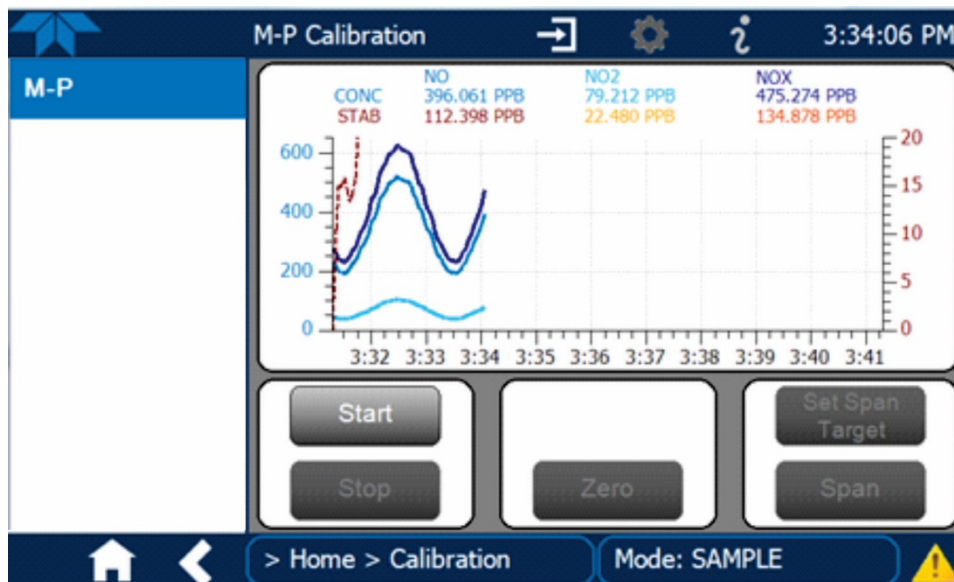 M-P Calibration 3:34:06 PM
M-P
NO NO2 NOX
CONC 396.061 PPB 79.212 PPB 475.274 PPB
STAB 112.398 PPB 22.480 PPB 134.878 PPB
600
400
200
0
20
15
10
5
0
3:32 3:33 3:34 3:35 3:36 3:37 3:38 3:39 3:40 3:41
Start
Stop
Zero
Set Span
Target
Span
> Home > Calibration
Mode: SAMPLE